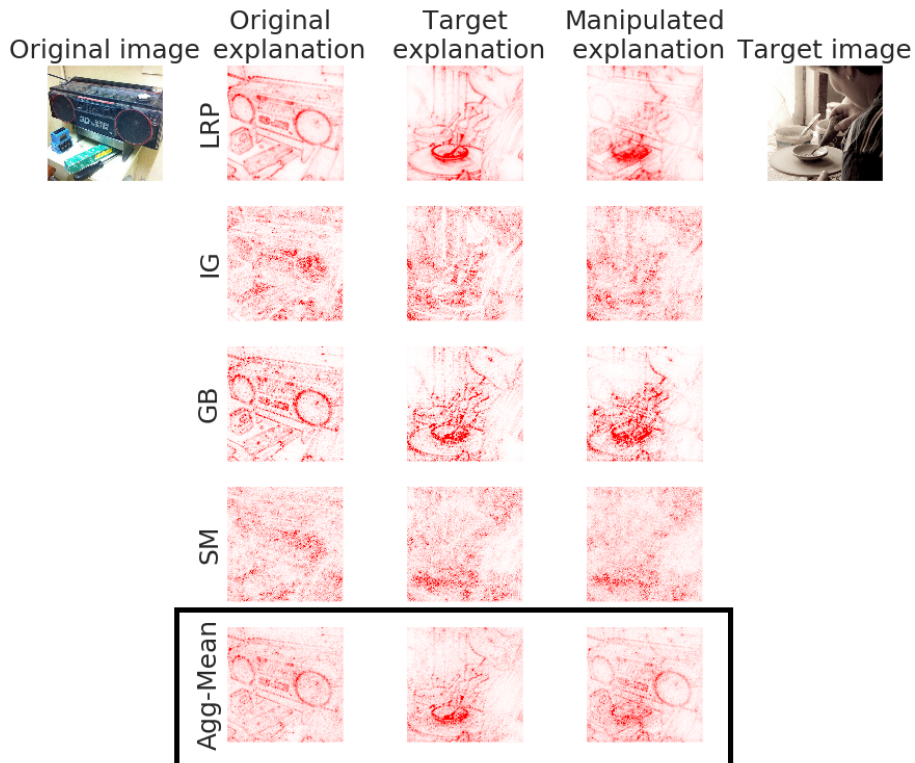 Original image
Original
explanation
Target
explanation
Manipulated
explanation
Target image
LRP
IG
GB
SM
Agg-Mean